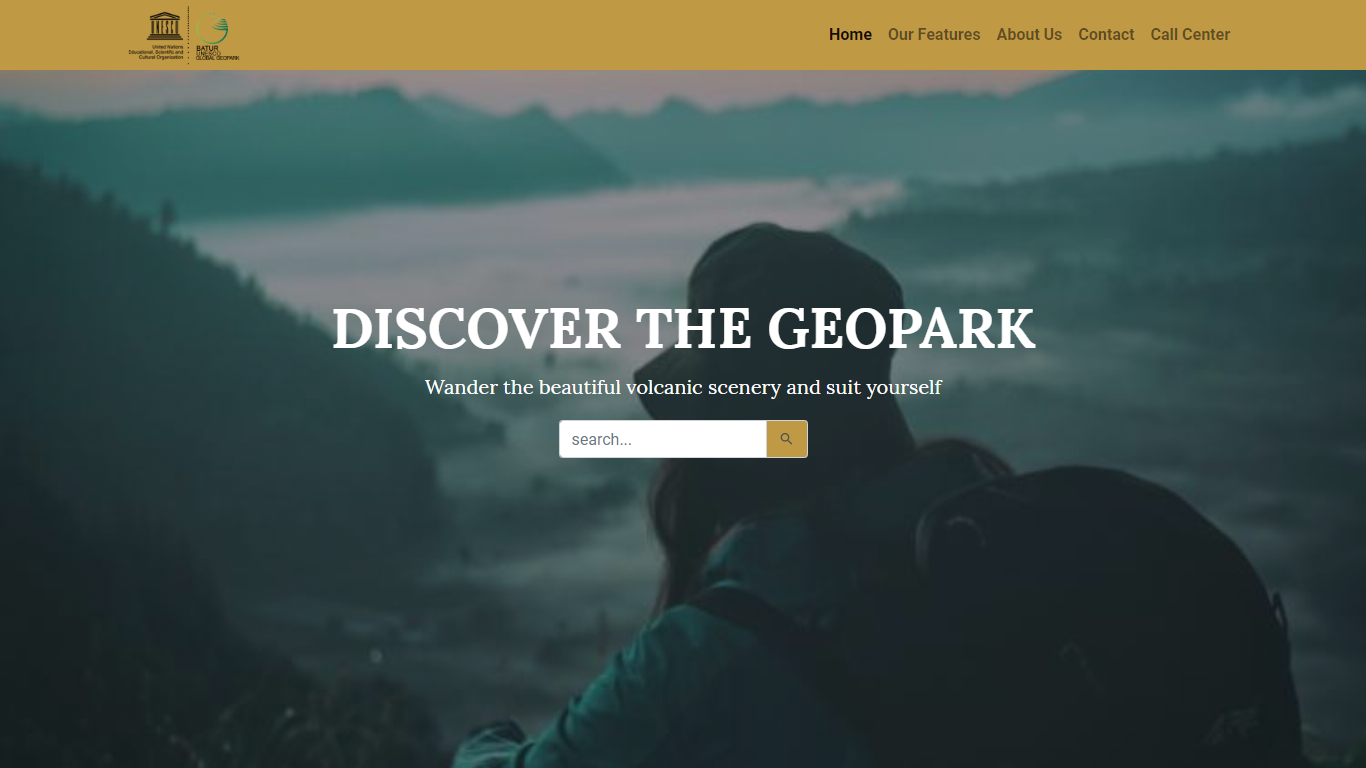 UNESCO
United Nations
Educational, Scientific and
Cultural Organization
BATUR
UNESCO
GLOBAL GEOPARK
Home Our Features About Us Contact Call Center
DISCOVER THE GEOPARK
Wander the beautiful volcanic scenery and suit yourself
search...